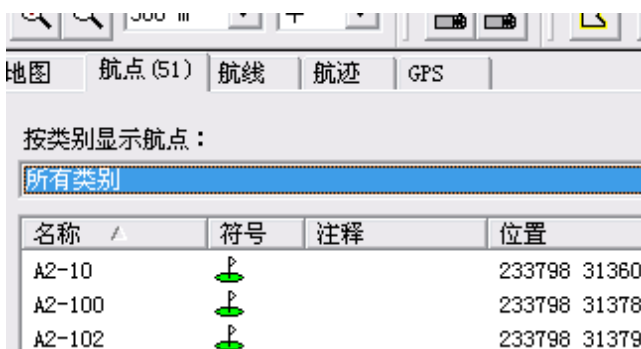 500 m 中
地图 航点(51) 航线 航迹 GPS
按类别显示航点：
所有类别
名称 符号 注释 位置
A2-10 233798 31360
A2-100 233798 31378
A2-102 233798 31379